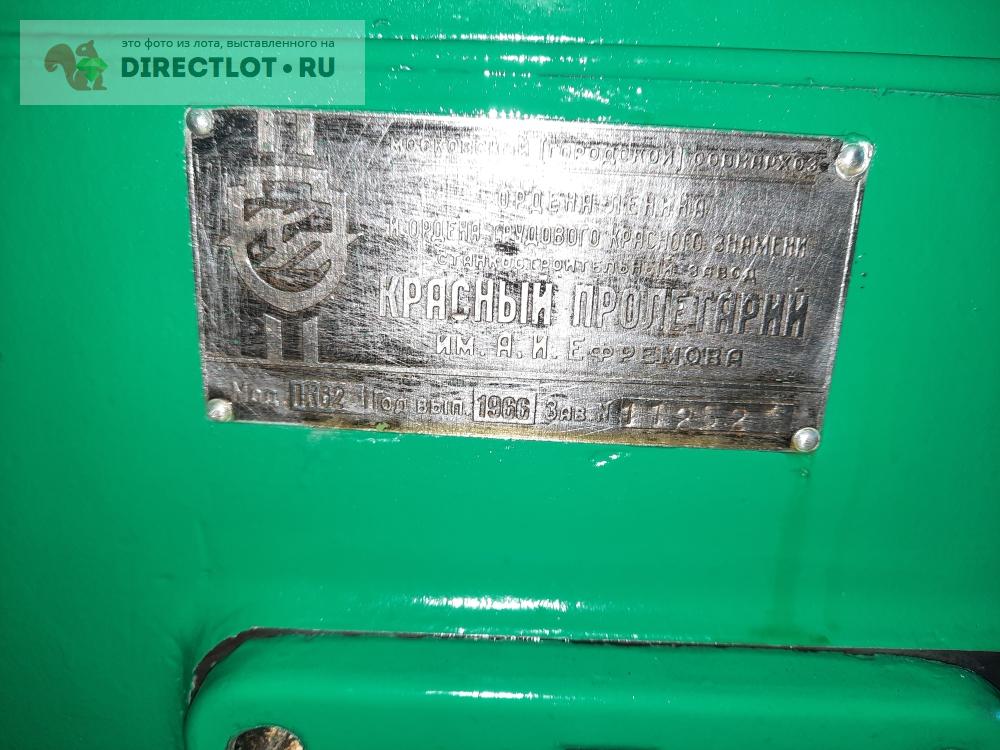 это фото из лота, выставленного на
DIRECTLOT.RU
МОСКОВСКИЙ (ГОРОДСКОЙ) СОВНАРХОЗ
ОРДЕНА ЛЕНИНА
И ОРДЕНА ТРУДОВОГО КРАСНОГО ЗНАМЕНИ
СТАНКОСТРОИТЕЛЬНЫЙ ЗАВОД
КРАСНЫЙ ПРОЛЕТАРИЙ
ИМ. А. И. ЕФРЕМОВА
Мод. 1К62 Год вып. 1966 Зав. №